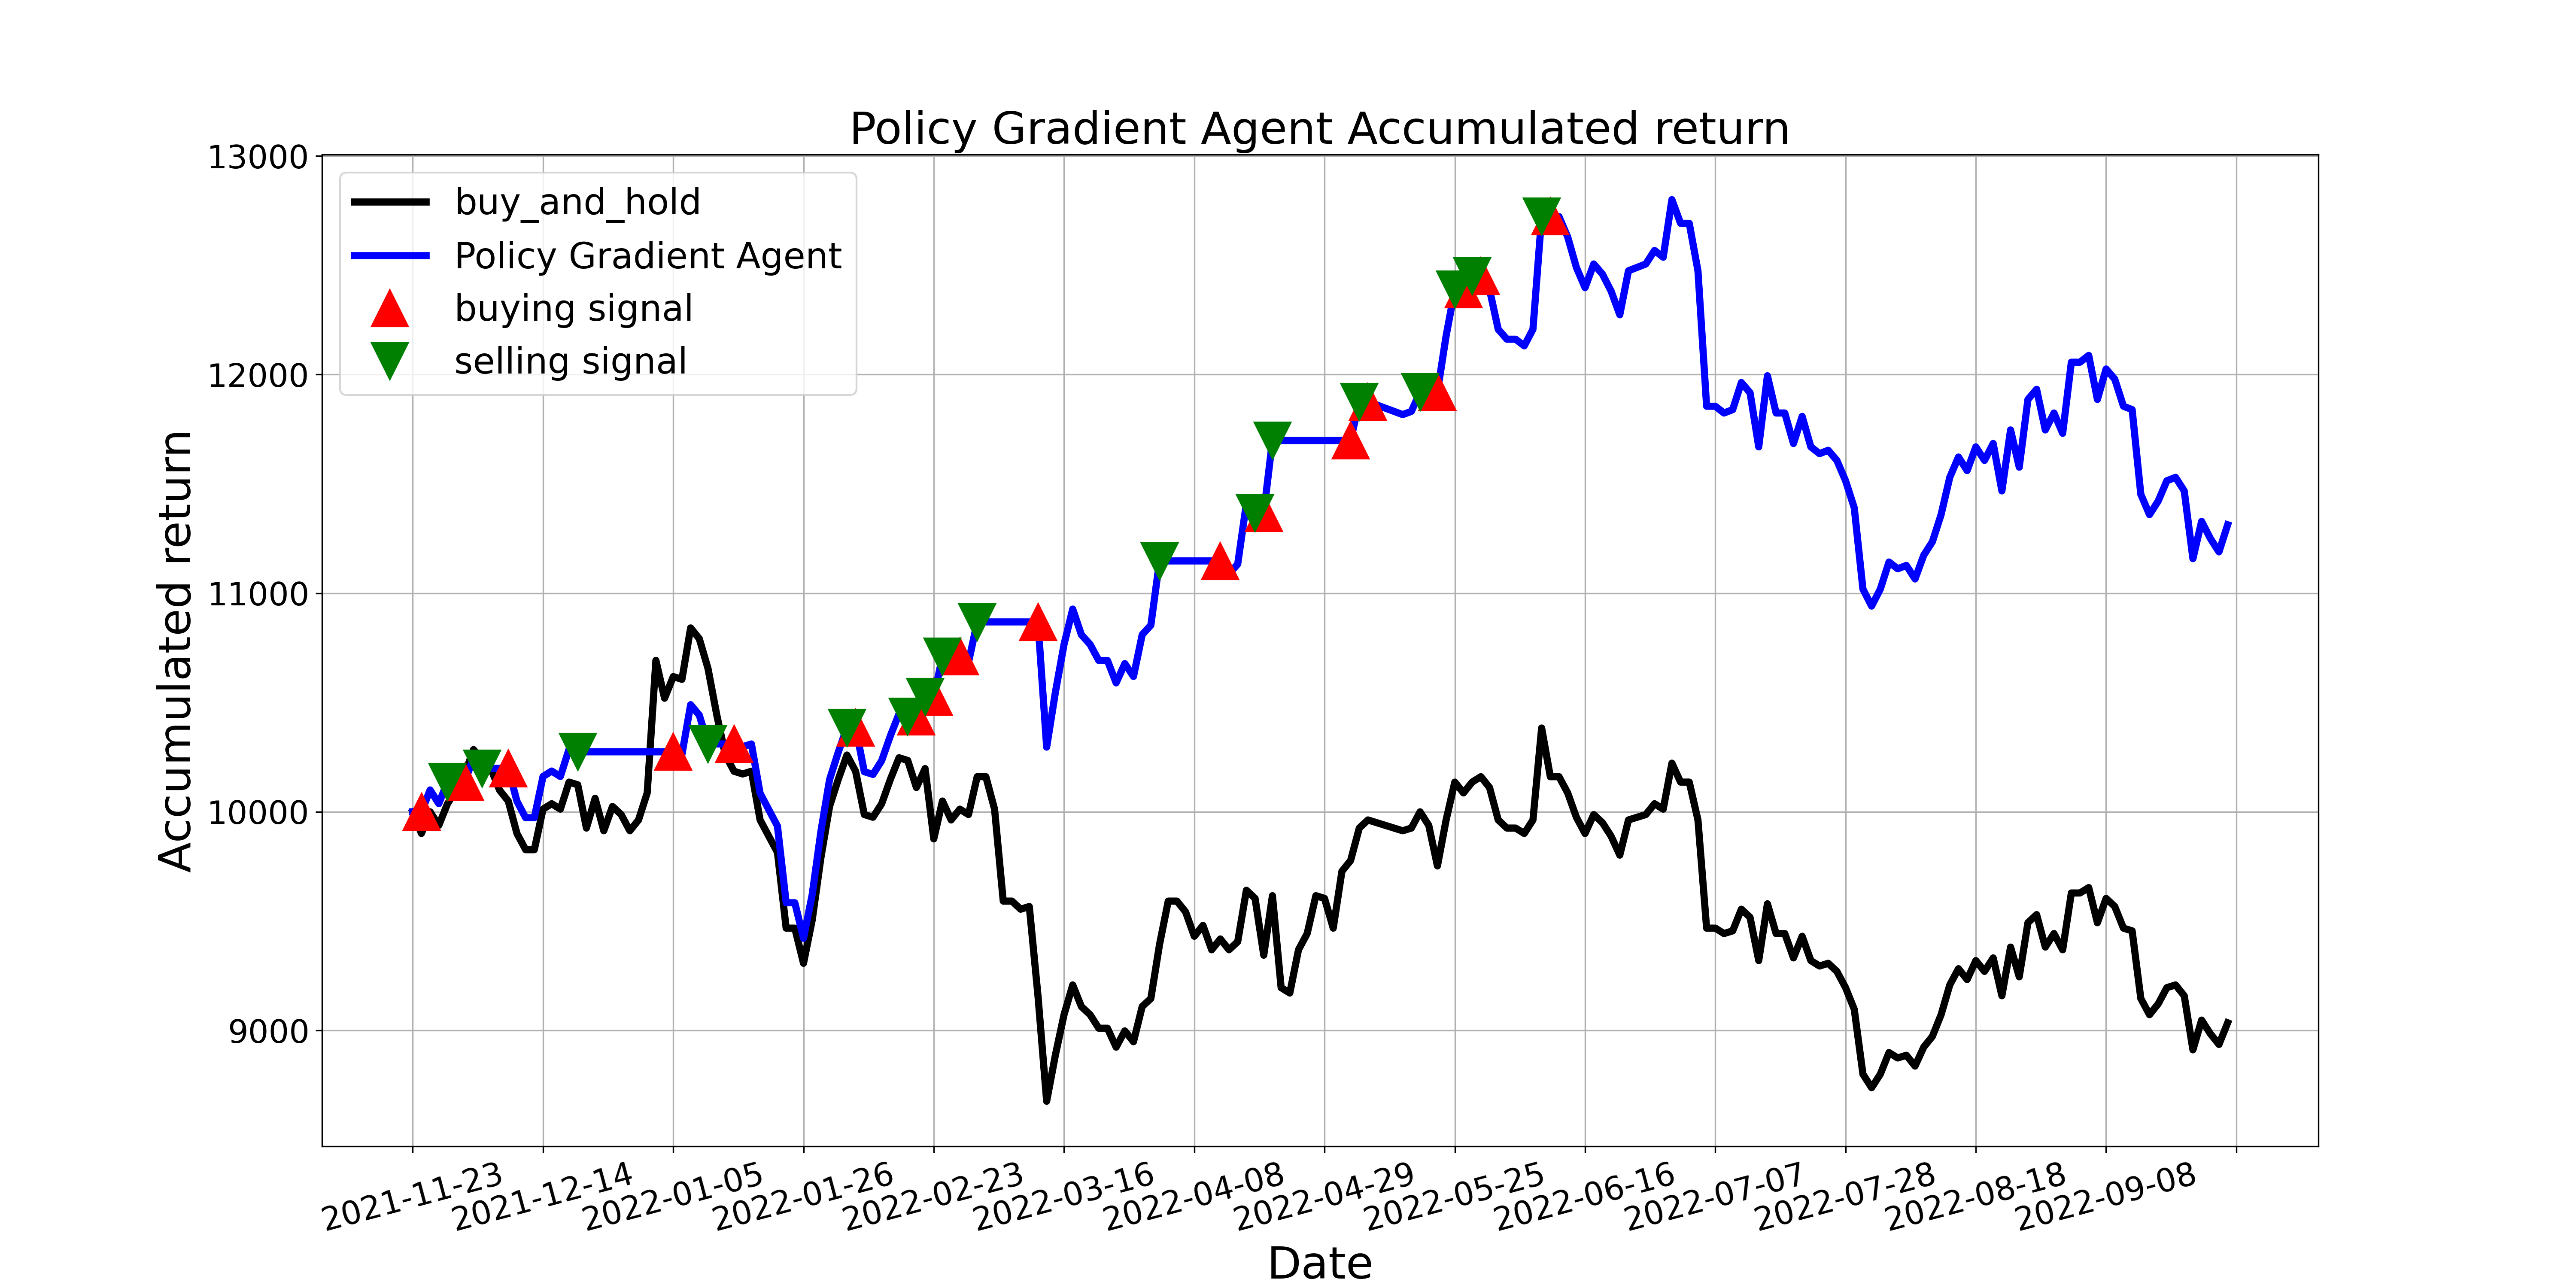 Policy Gradient Agent Accumulated return
13000
12000
11000
10000
9000
Accumulated return
buy_and_hold
Policy Gradient Agent
buying signal
selling signal
2021-11-23
2021-12-14
2022-01-05
2022-01-26
2022-02-23
2022-03-16
2022-04-08
2022-04-29
2022-05-25
2022-06-16
2022-07-07
2022-07-28
2022-08-18
2022-09-08
Date